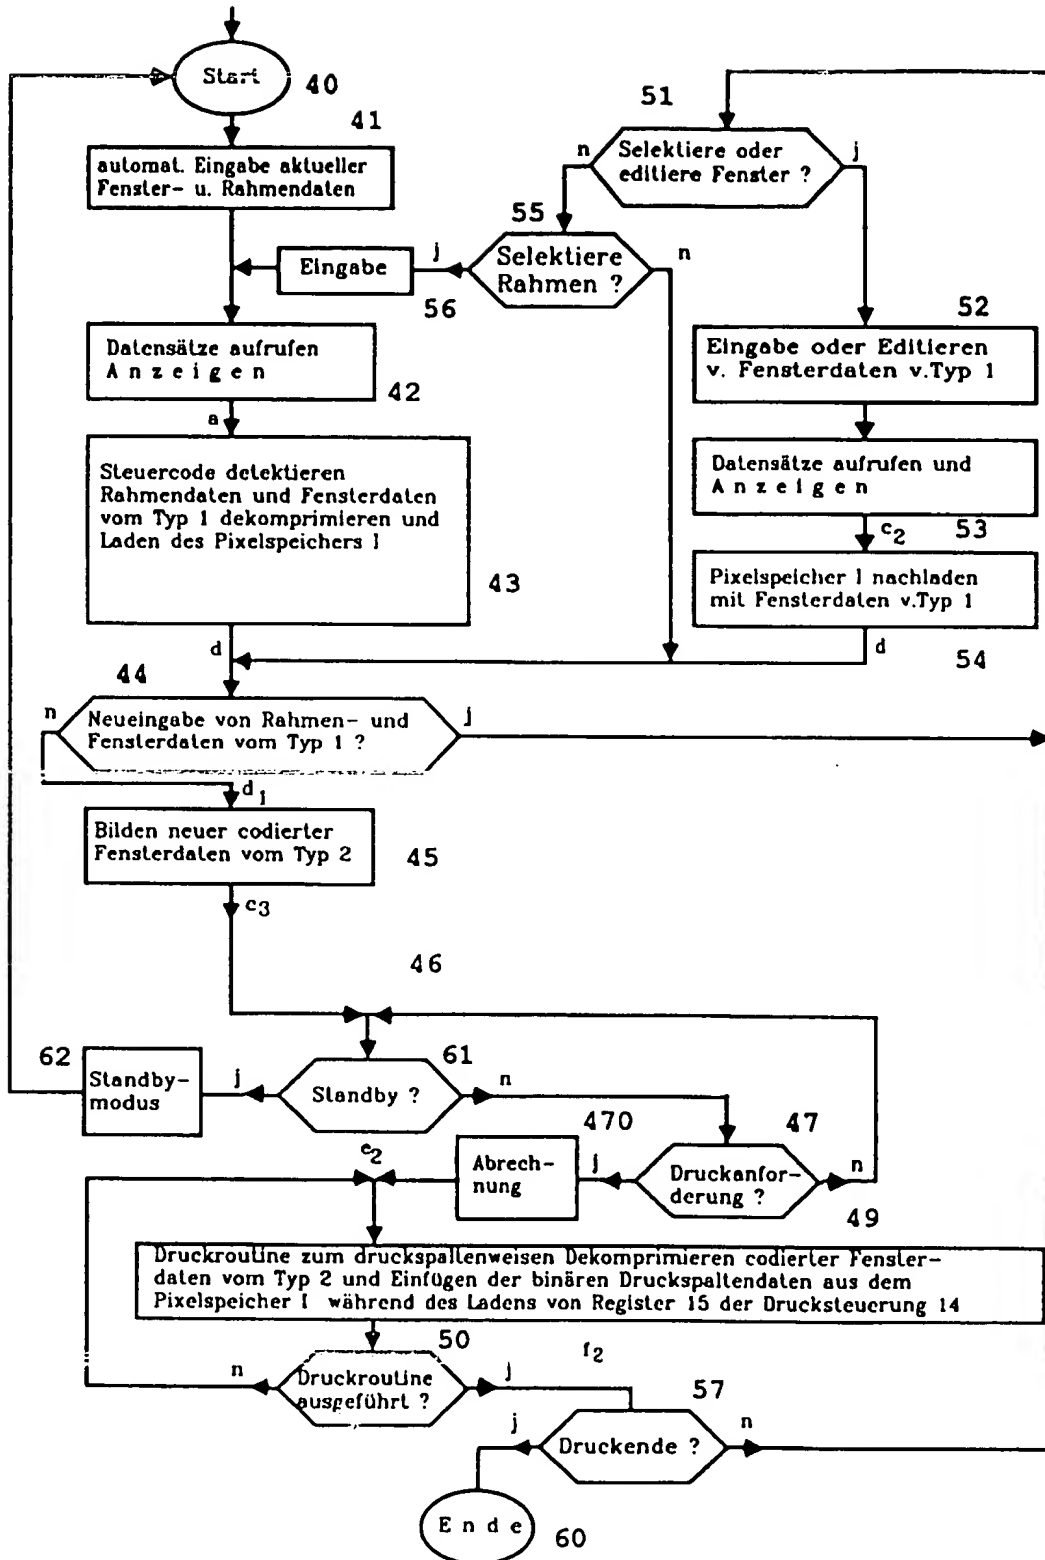 Start
40
41
automat. Eingabe aktueller
Fenster- u. Rahmendaten
51
n
Selektiere oder
editiere Fenster ?
j
55
Selektiere
Rahmen ?
j
n
Eingabe
56
52
Eingabe oder Editieren
v. Fensterdaten v.Typ 1
Datensätze aufrufen
A n z e i g e n
42
a
Datensätze aufrufen und
A n z e i g e n
53
c2
Steuercode detektieren
Rahmendaten und Fensterdaten
vom Typ 1 dekomprimieren und
Laden des Pixelspeichers I
43
Pixelspeicher I nachladen
mit Fensterdaten v.Typ 1
d
54
d
44
n
Neueingabe von Rahmen- und
Fensterdaten vom Typ 1 ?
j
d1
Bilden neuer codierter
Fensterdaten vom Typ 2
45
c3
46
62
Standby-
modus
j
61
Standby ?
n
470
47
e2
Abrech-
nung
j
Druckanfor-
derung ?
n
49
Druckroutine zum druckspaltenweisen Dekomprimieren codierter Fenster-
daten vom Typ 2 und Einfügen der binären Druckspaltendaten aus dem
Pixelspeicher I während des Ladens von Register 15 der Drucksteuerung 14
50
f2
n
Druckroutine
ausgeführt ?
j
57
j
Druckende ?
n
E n d e
60